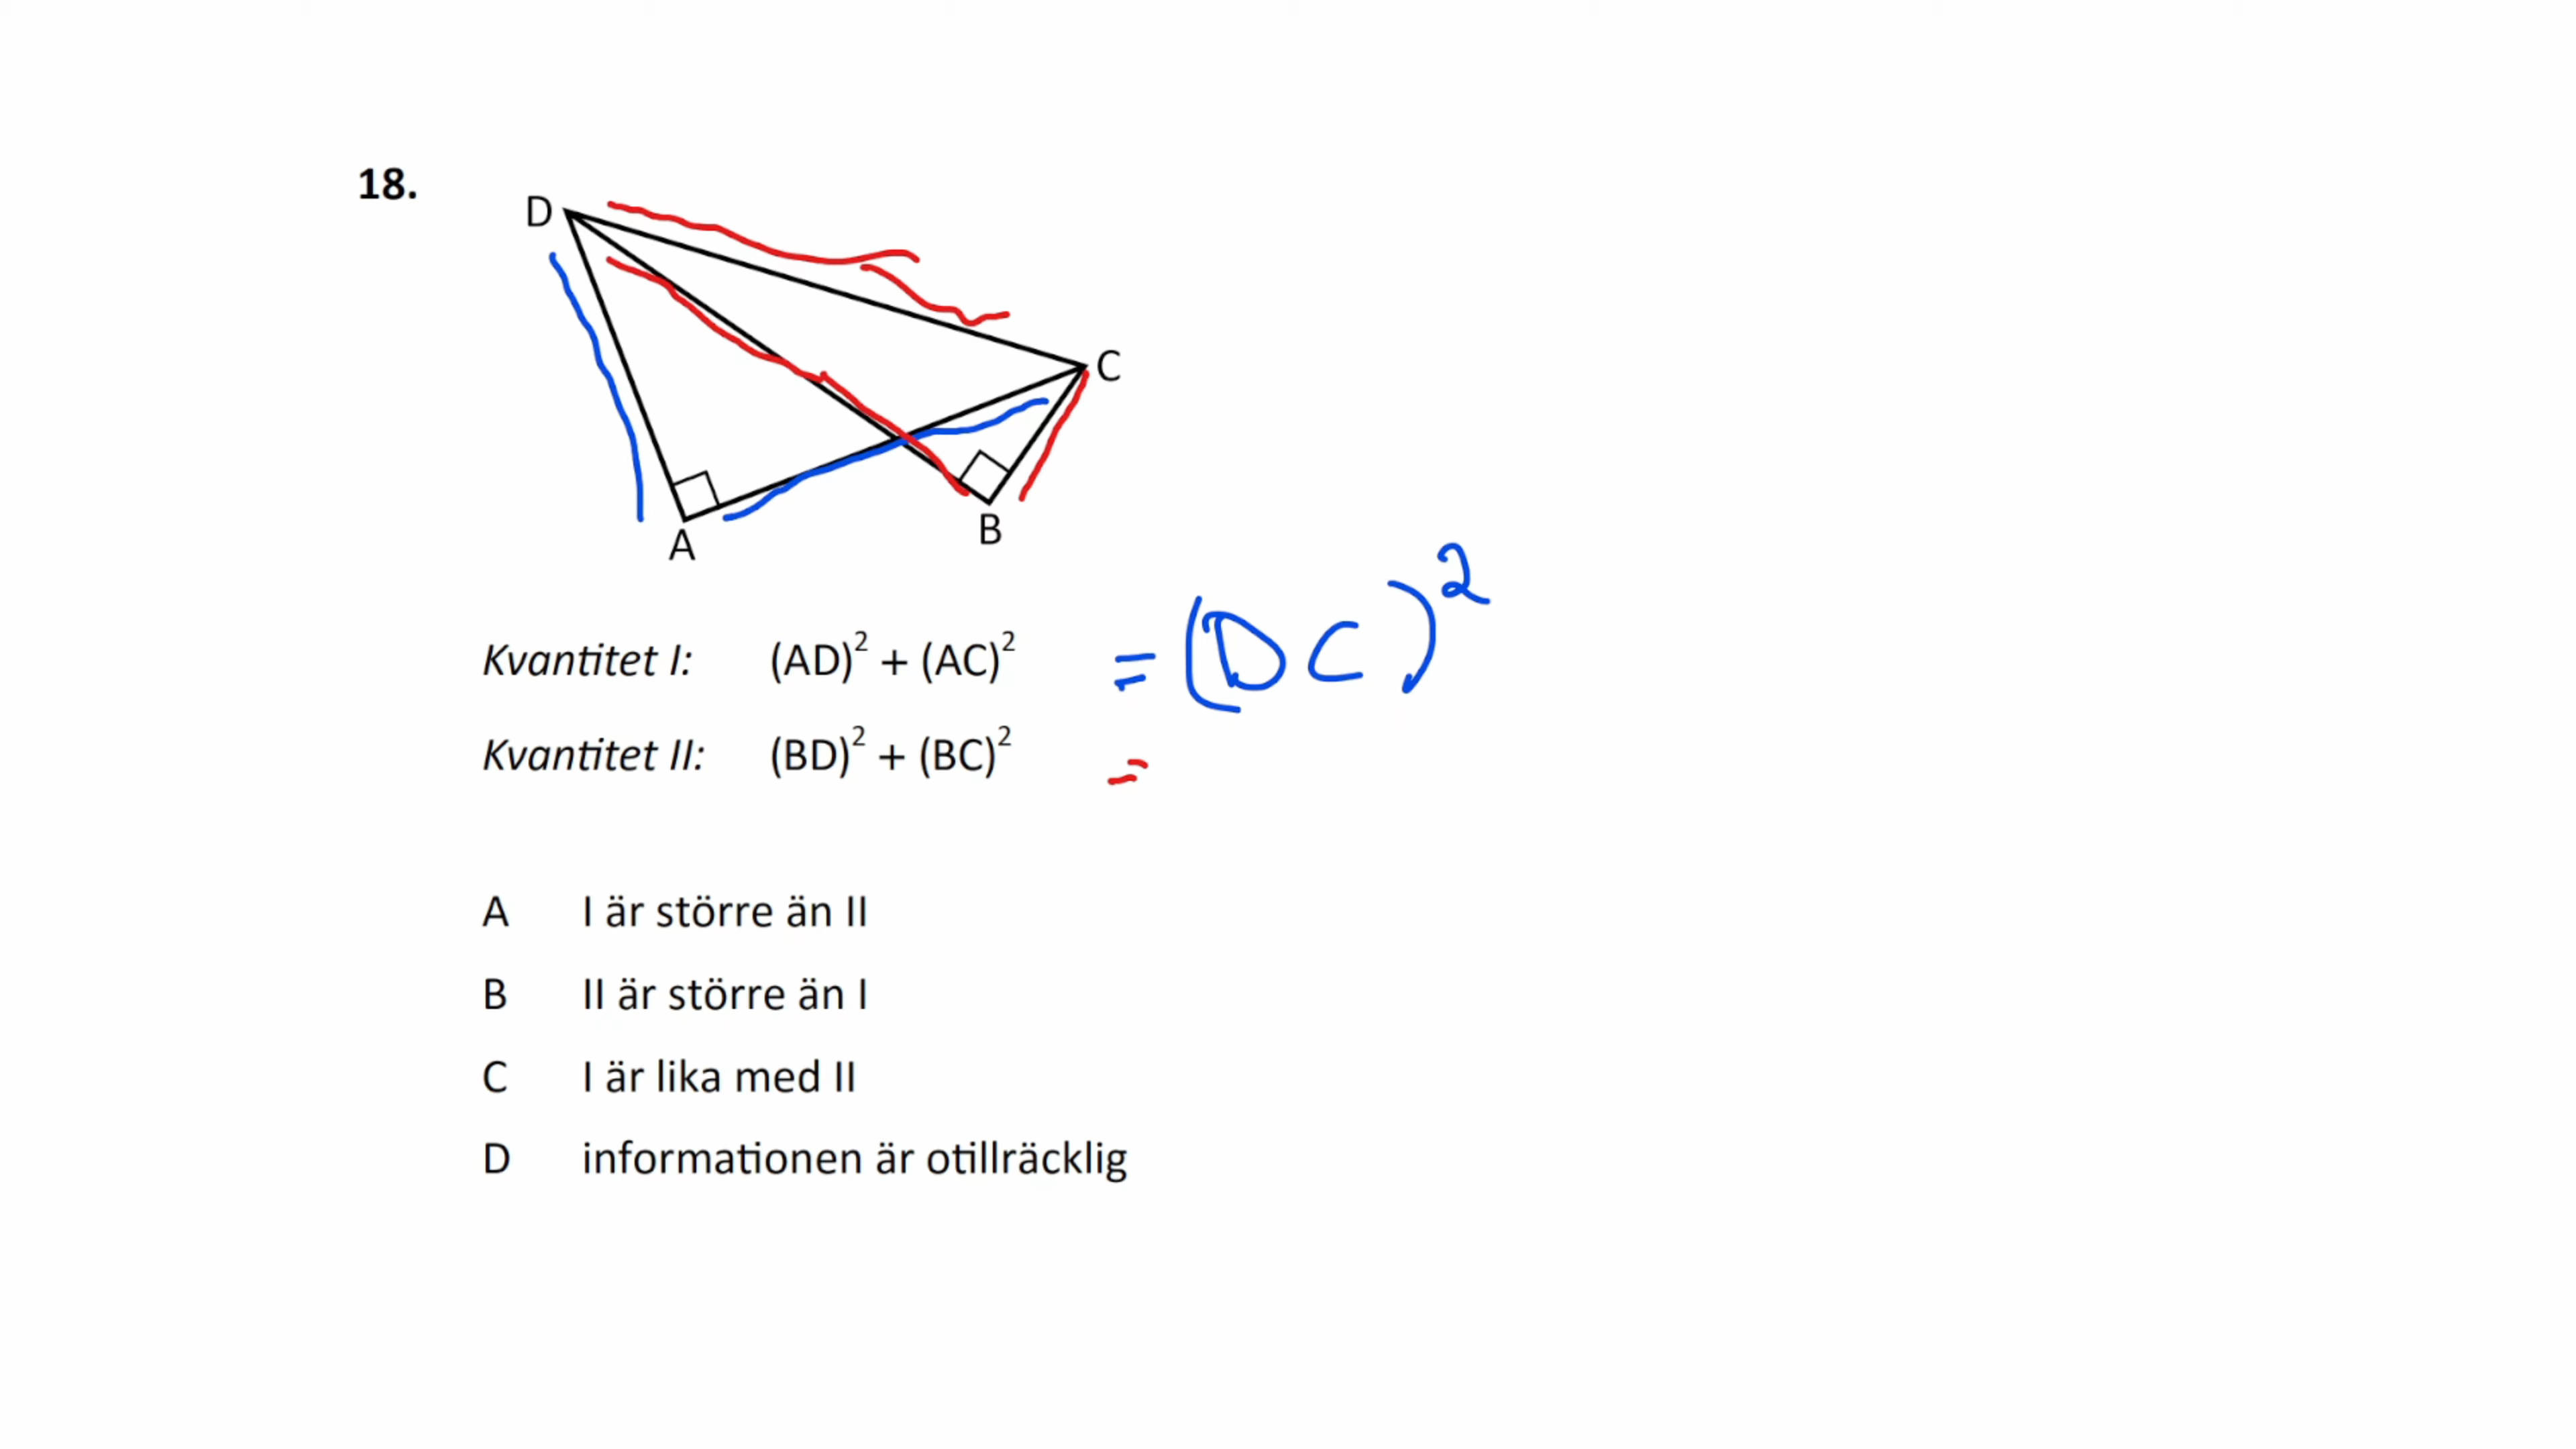 18.
D
C
A
B
Kvantitet I: (AD)² + (AC)² = (DC)²
Kvantitet II: (BD)² + (BC)² =
A I är större än II
B II är större än I
C I är lika med II
D informationen är otillräcklig